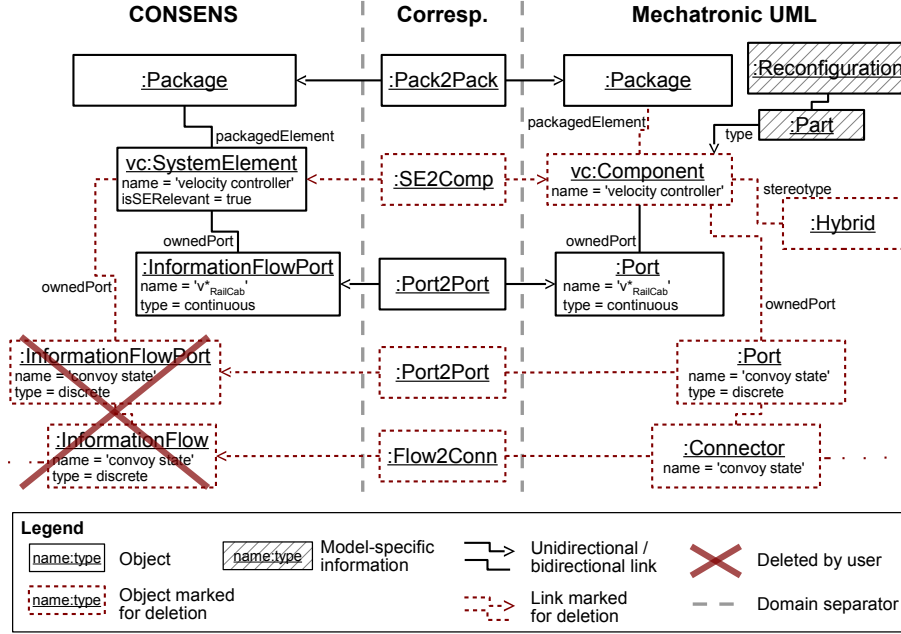 CONSENS
Corresp.
Mechatronic UML
:Package
:Pack2Pack
:Package
:Reconfiguration
:Part
type
packagedElement
packagedElement
vc:SystemElement
name = 'velocity controller'
isSERelevant = true
:SE2Comp
vc:Component
name = 'velocity controller'
stereotype
:Hybrid
ownedPort
ownedPort
:InformationFlowPort
name = 'v*RailCab'
type = continuous
:Port2Port
:Port
name = 'v*RailCab'
type = continuous
ownedPort
ownedPort
:InformationFlowPort
name = 'convoy state'
type = discrete
:Port2Port
:Port
name = 'convoy state'
type = discrete
:InformationFlow
name = 'convoy state'
type = discrete
:Flow2Conn
:Connector
name = 'convoy state'
Legend
name:type
Object
name:type
Model-specific
information
Unidirectional /
bidirectional link
Deleted by user
name:type
Object marked
for deletion
Link marked
for deletion
Domain separator